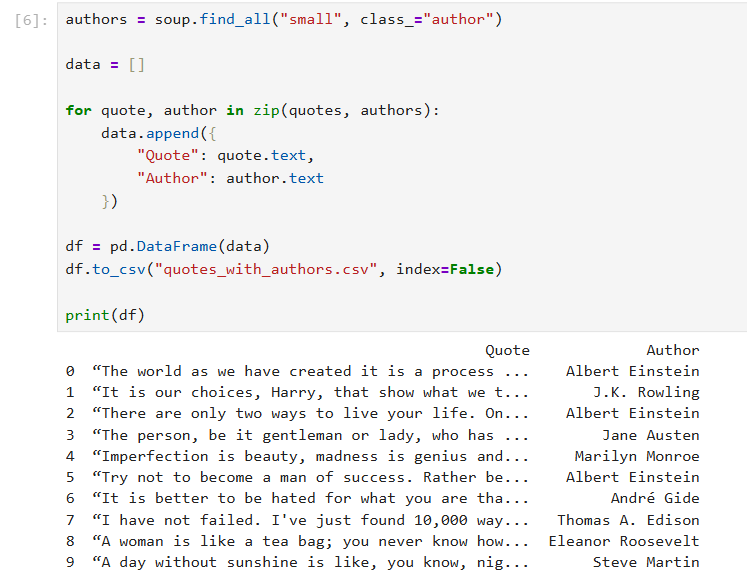 [6]: authors = soup.find_all("small", class_="author")
data = []
for quote, author in zip(quotes, authors):
    data.append({
        "Quote": quote.text,
        "Author": author.text
    })
df = pd.DataFrame(data)
df.to_csv("quotes_with_authors.csv", index=False)
print(df)
Quote Author
0 “The world as we have created it is a process ... Albert Einstein
1 “It is our choices, Harry, that show what we t... J.K. Rowling
2 “There are only two ways to live your life. On... Albert Einstein
3 “The person, be it gentleman or lady, who has ... Jane Austen
4 “Imperfection is beauty, madness is genius and... Marilyn Monroe
5 “Try not to become a man of success. Rather be... Albert Einstein
6 “It is better to be hated for what you are tha... André Gide
7 “I have not failed. I've just found 10,000 way... Thomas A. Edison
8 “A woman is like a tea bag; you never know how... Eleanor Roosevelt
9 “A day without sunshine is like, you know, nig... Steve Martin